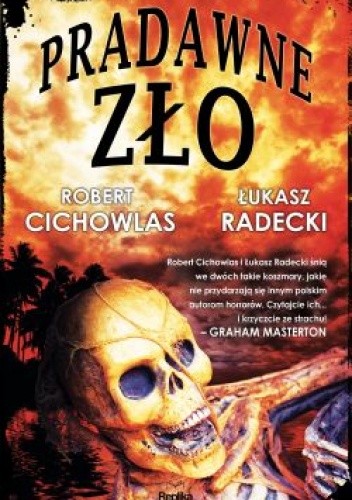 PRADAWNE
ZŁO
ROBERT ŁUKASZ
CICHOWLAS RADECKI
Robert Cichowlas i Łukasz Radecki śnią
we dwóch takie koszmary, jakie
nie przydarzają się innym polskim
autorom horrorów. Czytajcie ich...
i krzyczcie ze strachu!
– GRAHAM MASTERTON
Replika